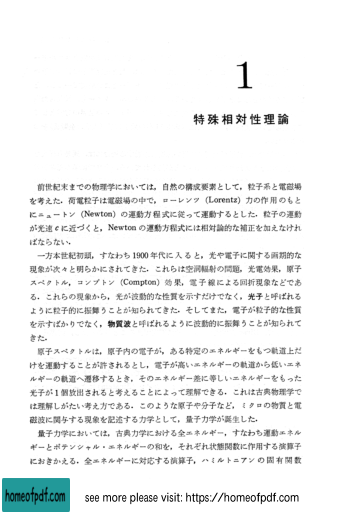 1
特殊相対性理論
前世紀末までの物理学においては，自然の構成要素として，粒子系と電磁場
を考えた．荷電粒子は電磁場の中で，ローレンツ (Lorentz) 力の作用のもと
にニュートン (Newton) の運動方程式に従って運動するとした．粒子の運動
が光速 c に近づくと，Newton の運動方程式には相対論的な補正を加えなけれ
ばならない．
一方本世紀初頭，すなわち 1900 年代に入ると，光や電子に関する画期的な
現象が次々と明らかにされてきた．これらは空洞輻射の問題，光電効果，原子
スペクトル，コンプトン (Compton) 効果，電子線による回折現象などであ
る．これらの現象から，光が波動的な性質を示すだけでなく，光子と呼ばれる
ように粒子的に振舞うことが知られてきた．そしてまた，電子が粒子的な性質
を示すばかりでなく，物質波と呼ばれるように波動的に振舞うことが知られて
きた．
原子スペクトルは，原子内の電子が，ある特定のエネルギーをもつ軌道上だ
けを運動することが許されるとし，電子が高いエネルギーの軌道から低いエネ
ルギーの軌道へ遷移するとき，そのエネルギー差に等しいエネルギーをもった
光子が1個放出されると考えることによって理解できる．これは古典物理学で
は理解しがたい考え方である．このような原子や分子など，ミクロの物質と電
磁波に関与する現象を記述する力学として，量子力学が誕生した．
量子力学においては，古典力学における全エネルギー，すなわち運動エネル
ギーとポテンシャル・エネルギーの和を，それぞれ状態関数に作用する演算子
におきかえる．全エネルギーに対応する演算子，ハミルトニアンの固有関数
homeofpdf.com
see more please visit: https://homeofpdf.com